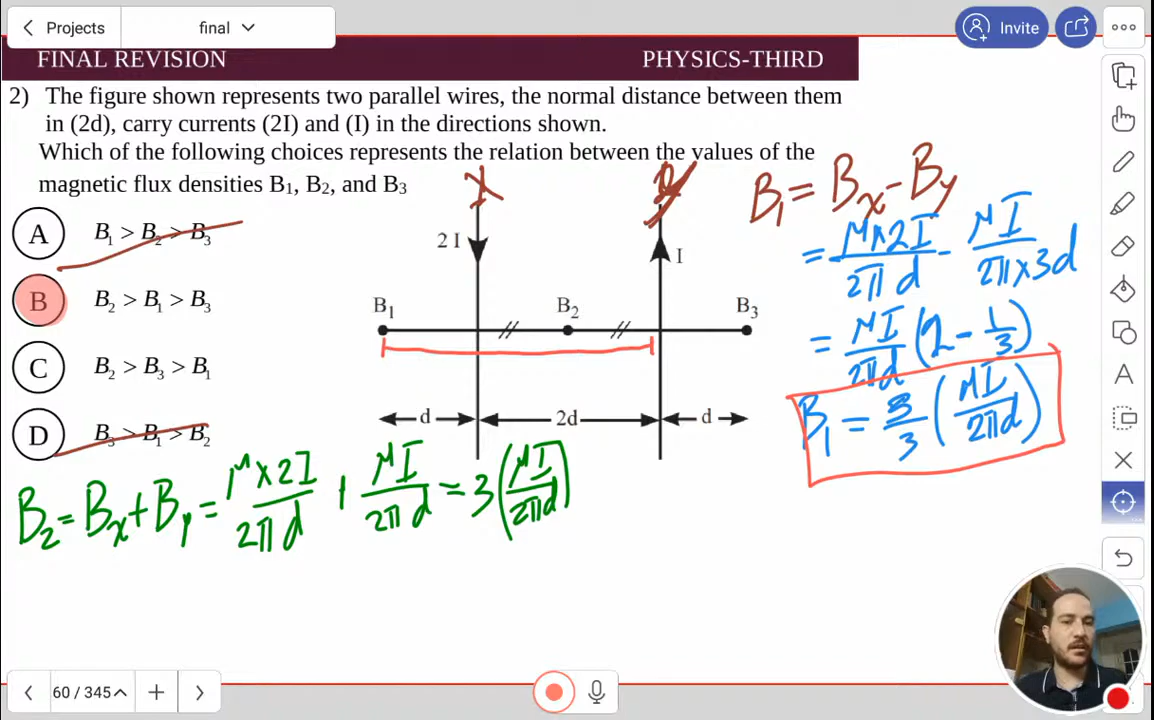 Projects
final
Invite
FINAL REVISION
PHYSICS-THIRD
2) The figure shown represents two parallel wires, the normal distance between them
in (2d), carry currents (2I) and (I) in the directions shown.
Which of the following choices represents the relation between the values of the
magnetic flux densities B₁, B₂, and B₃
A B₁ > B₂ > B₃
B B₂ > B₁ > B₃
C B₂ > B₃ > B₁
D B₃ > B₁ > B₂
x
y
2 I
I
B₁
B₂
B₃
d
2d
d
B₁ = Bx - By
= μ×2I / 2π d - μI / 2π×3d
= μI / 2πd (2 - 1/3)
B₁ = 5/3 (μI / 2πd)
B₂ = Bx + By = μ×2I / 2π d + μI / 2π d = 3 (μI / 2πd)
60 / 345